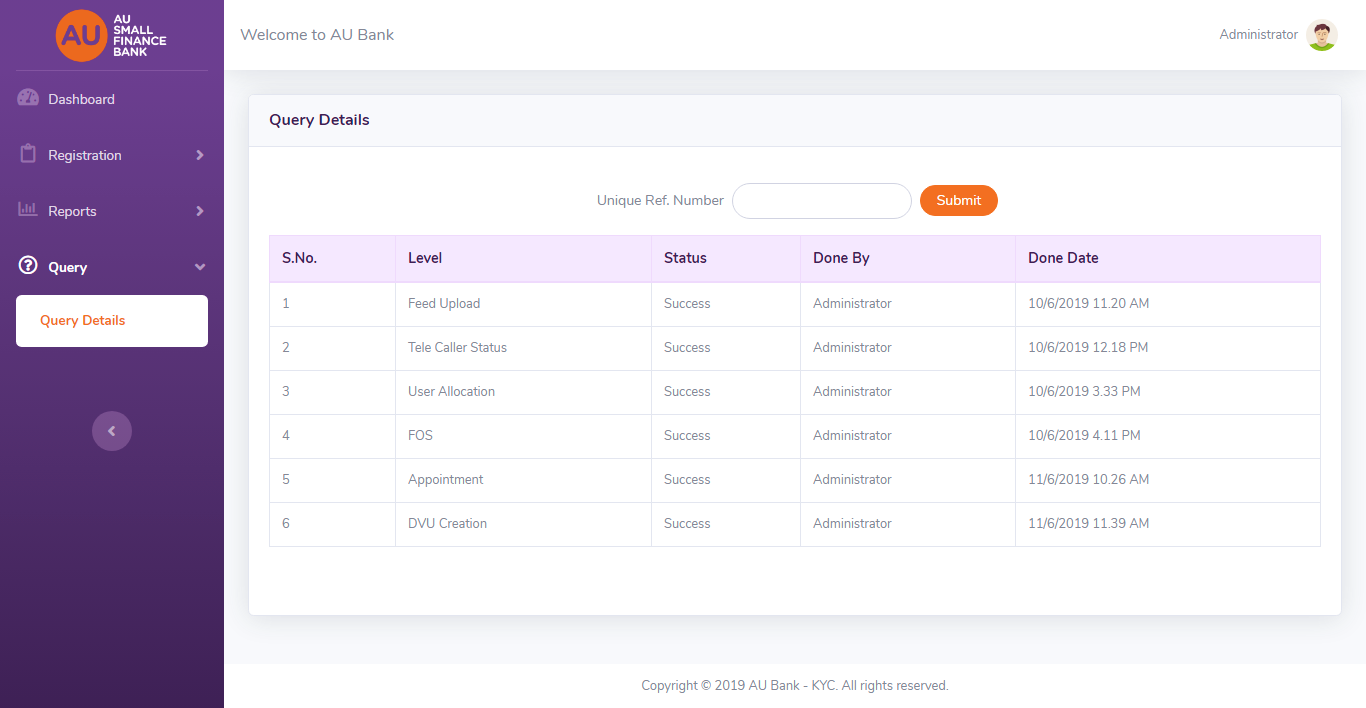 AU
AU
SMALL
FINANCE
BANK
Welcome to AU Bank
Administrator
Dashboard
Registration
Reports
Query
Query Details
Query Details
Unique Ref. Number
Submit
S.No. Level Status Done By Done Date
1 Feed Upload Success Administrator 10/6/2019 11.20 AM
2 Tele Caller Status Success Administrator 10/6/2019 12.18 PM
3 User Allocation Success Administrator 10/6/2019 3.33 PM
4 FOS Success Administrator 10/6/2019 4.11 PM
5 Appointment Success Administrator 11/6/2019 10.26 AM
6 DVU Creation Success Administrator 11/6/2019 11.39 AM
Copyright © 2019 AU Bank - KYC. All rights reserved.